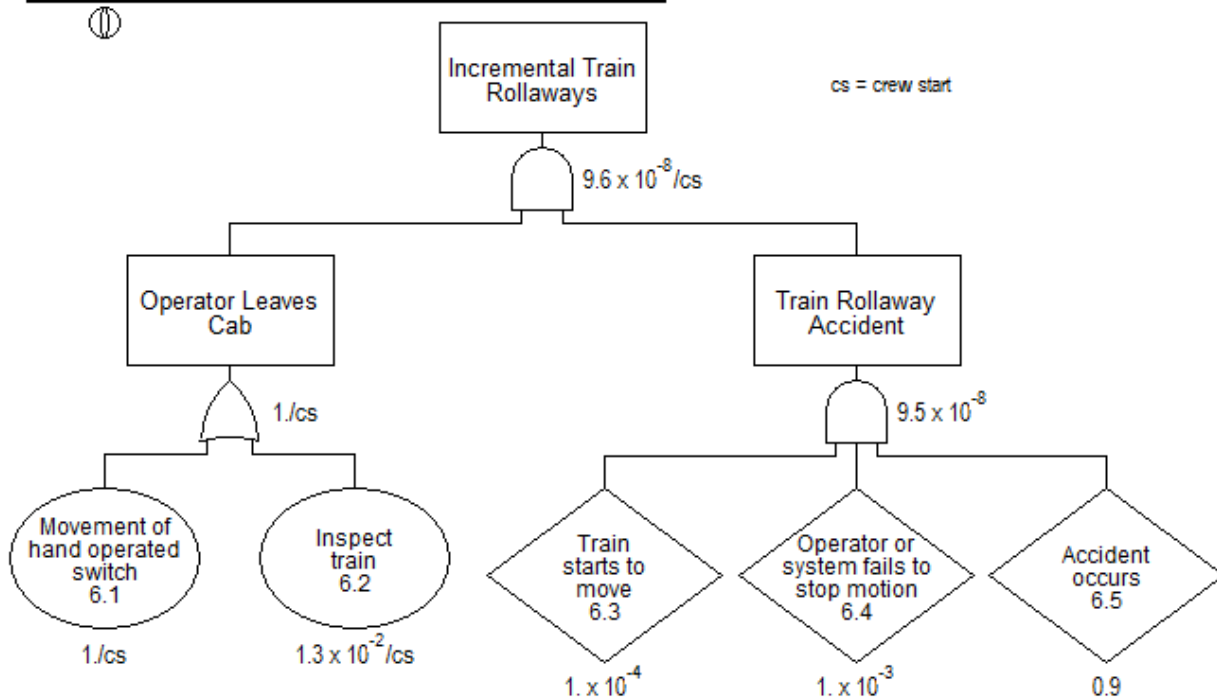 Incremental Train
Rollaways
cs = crew start
9.6 x 10⁻⁸/cs
Operator Leaves
Cab
Train Rollaway
Accident
1./cs
9.5 x 10⁻⁸
Movement of
hand operated
switch
6.1
Inspect
train
6.2
Train
starts to
move
6.3
Operator or
system fails to
stop motion
6.4
Accident
occurs
6.5
1./cs
1.3 x 10⁻²/cs
1. x 10⁻⁴
1. x 10⁻³
0.9